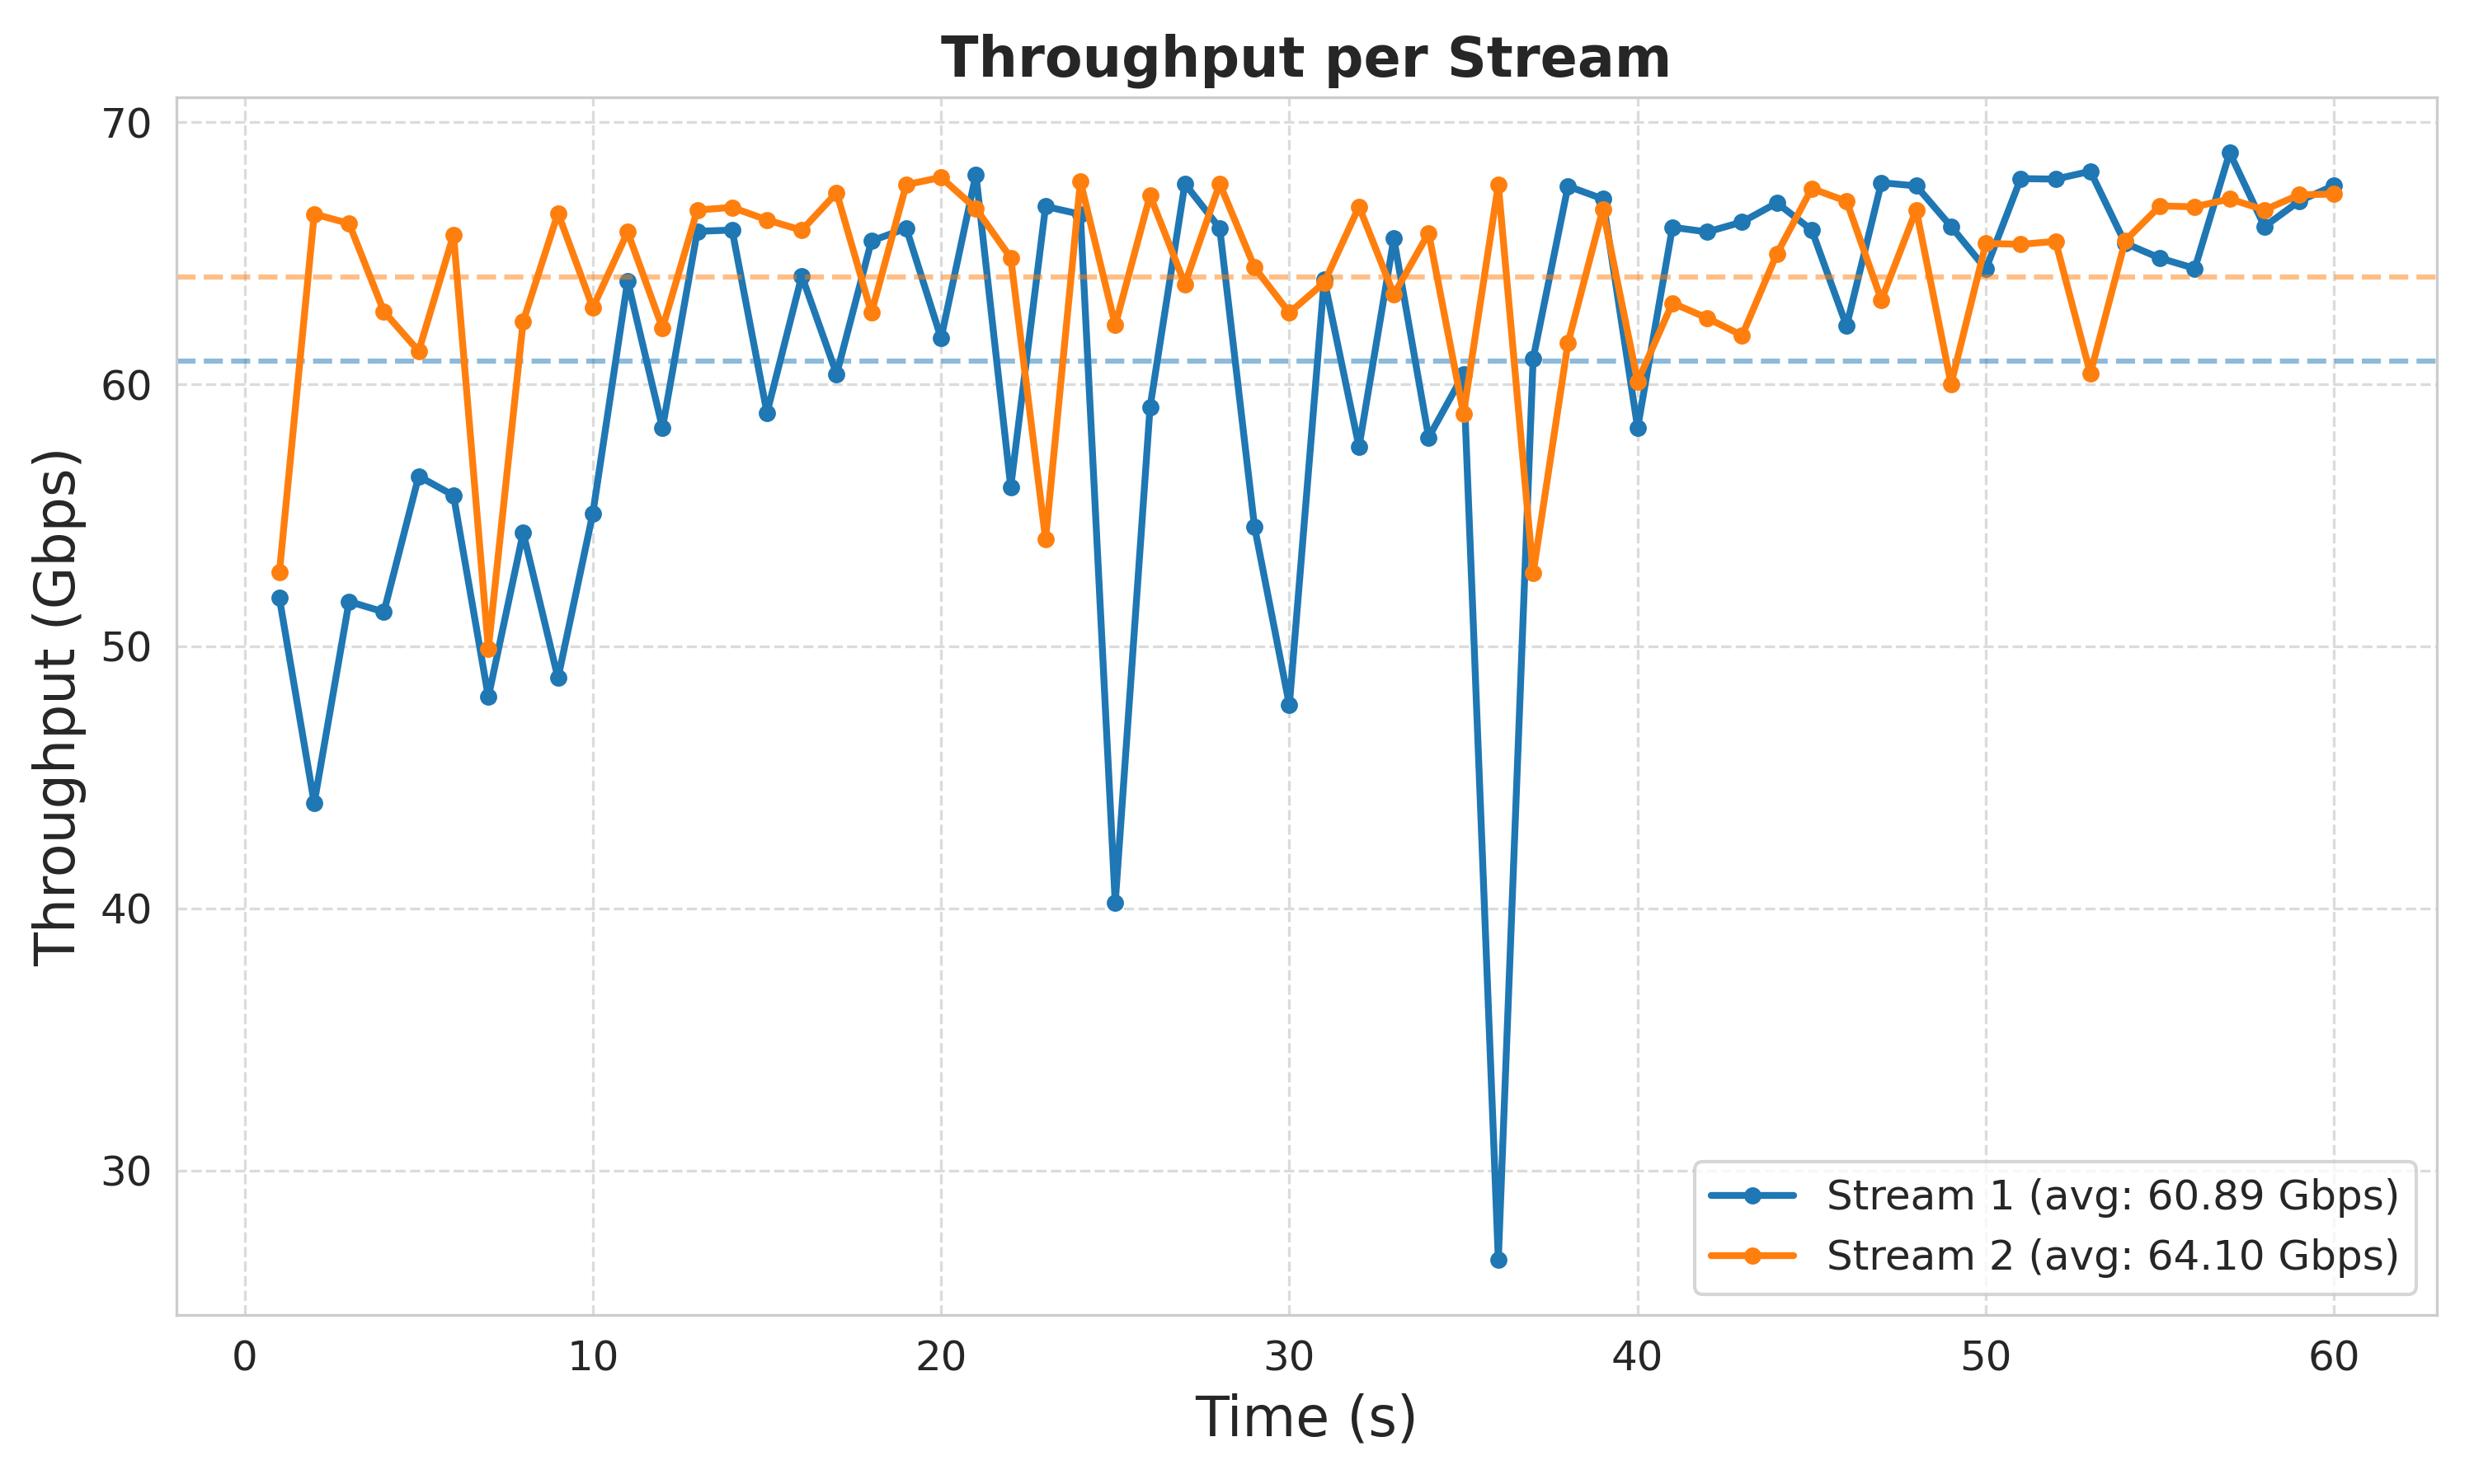 Throughput per Stream
Throughput (Gbps)
70
60
50
40
30
0 10 20 30 40 50 60
Time (s)
Stream 1 (avg: 60.89 Gbps)
Stream 2 (avg: 64.10 Gbps)